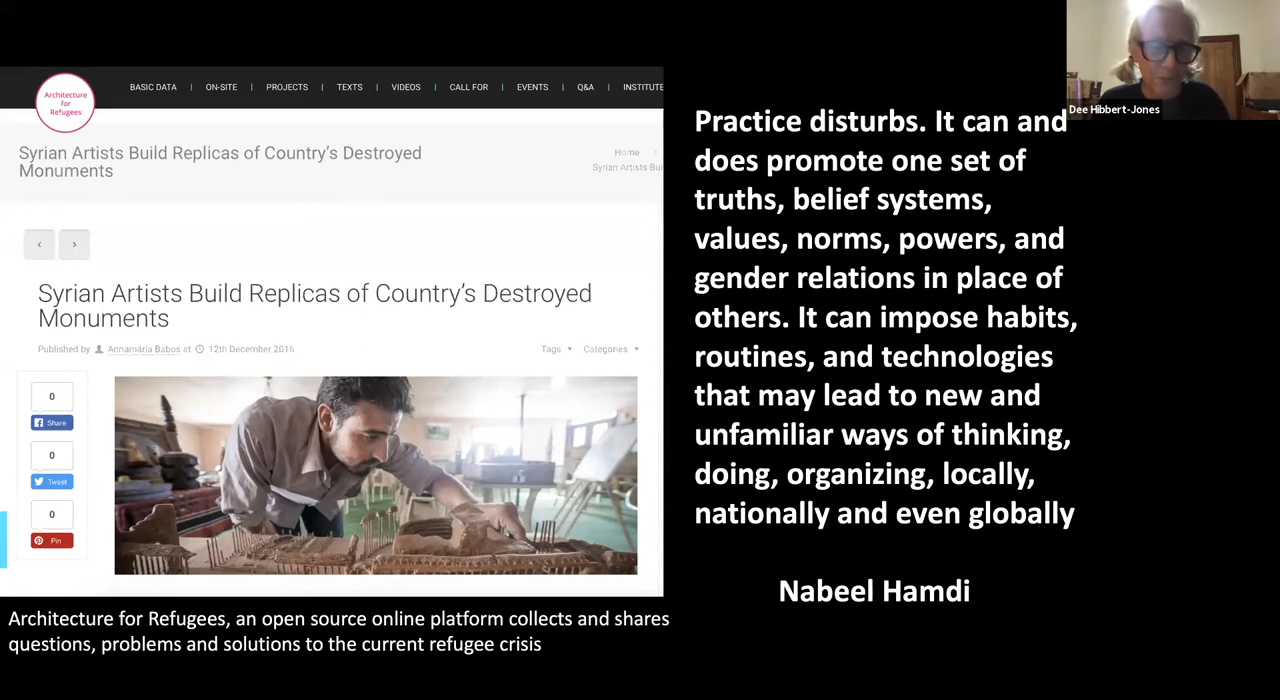 Architecture
for
Refugees
BASIC DATA | ON-SITE | PROJECTS | TEXTS | VIDEOS | CALL FOR | EVENTS | Q&A | INSTITUTE
Syrian Artists Build Replicas of Country's Destroyed
Monuments
Home >
Syrian Artists Bui
Syrian Artists Build Replicas of Country's Destroyed
Monuments
Published by Annamária Babos at 12th December 2016
Tags Categories
0
Share
0
Tweet
0
Pin
Architecture for Refugees, an open source online platform collects and shares
questions, problems and solutions to the current refugee crisis
Dee Hibbert-Jones
Practice disturbs. It can and
does promote one set of
truths, belief systems,
values, norms, powers, and
gender relations in place of
others. It can impose habits,
routines, and technologies
that may lead to new and
unfamiliar ways of thinking,
doing, organizing, locally,
nationally and even globally
Nabeel Hamdi